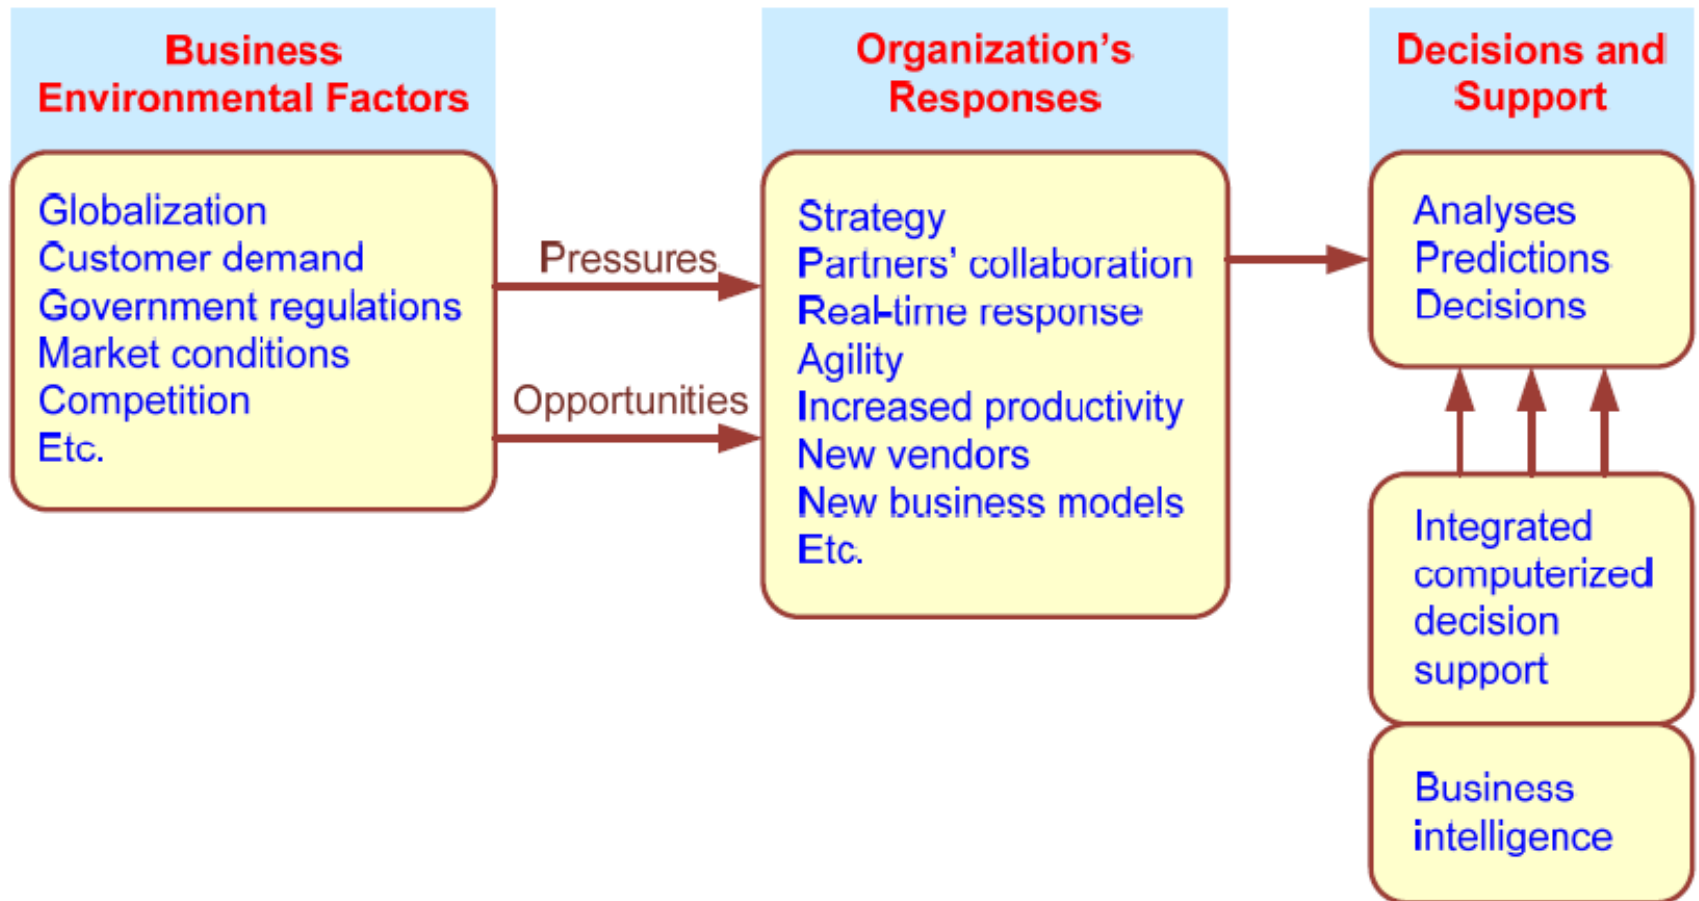 Business
Environmental Factors
Globalization
Customer demand
Government regulations
Market conditions
Competition
Etc.
Pressures
Opportunities
Organization's
Responses
Strategy
Partners' collaboration
Real-time response
Agility
Increased productivity
New vendors
New business models
Etc.
Decisions and
Support
Analyses
Predictions
Decisions
Integrated
computerized
decision
support
Business
intelligence